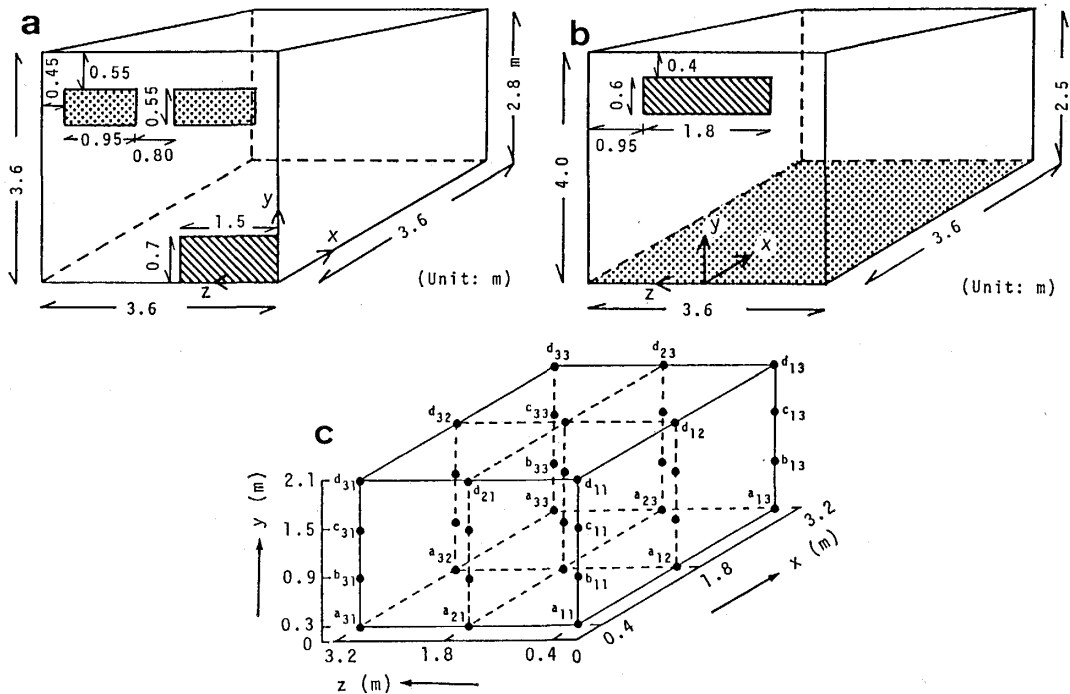 a
0.45
0.55
0.55
0.95
0.80
3.6
2.8 m
y
1.5
x
0.7
3.6
z
(Unit: m)
3.6
b
0.4
0.6
1.8
0.95
4.0
2.5
y
x
3.6
z
(Unit: m)
3.6
c
d33
d23
d13
d32
c33
d12
c13
b33
b13
2.1
d31
d21
d11
a33
a23
a13
1.5
c31
c11
3.2
y (m)
a32
a12
x (m)
0.9
b31
b11
1.8
a31
a21
a11
0.3
0.4
0
3.2
1.8
0.4
0
z (m)